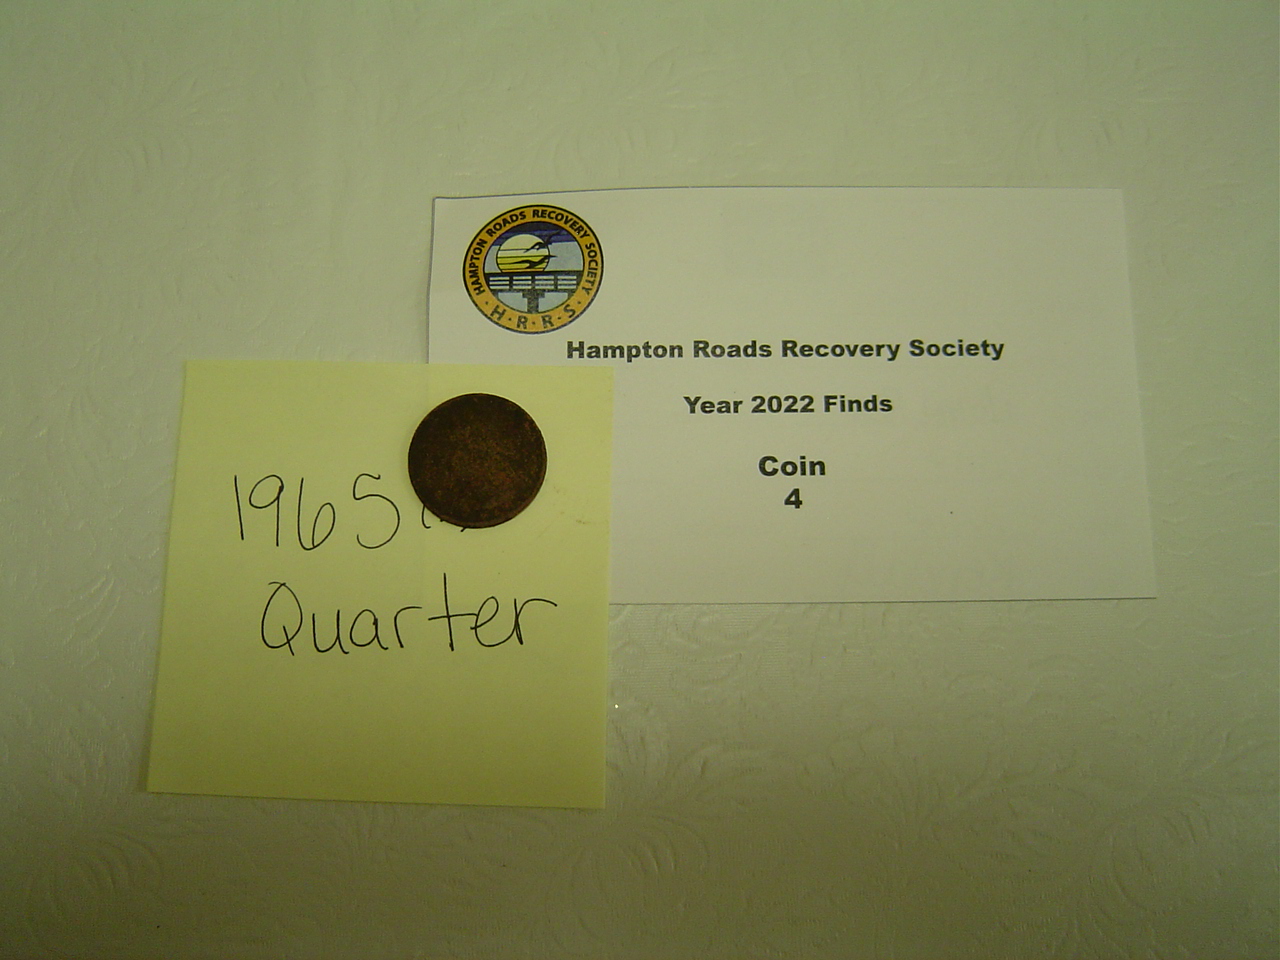 HAMPTON ROADS RECOVERY SOCIETY
H · R · R · S
Hampton Roads Recovery Society
Year 2022 Finds
Coin
4
1965
Quarter